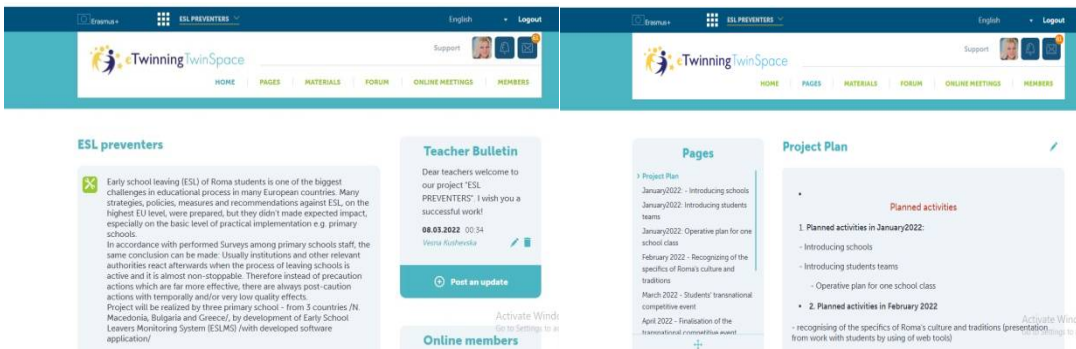 Erasmus+
ESL PREVENTERS
English
Logout
eTwinning TwinSpace
Support
HOME PAGES MATERIALS FORUM ONLINE MEETINGS MEMBERS
ESL preventers
Early school leaving (ESL) of Roma students is one of the biggest
challenges in educational process in many European countries. Many
strategies, policies, measures and recommendations against ESL, on the
highest EU level, were prepared, but they didn't made expected impact,
especially on the basic level of practical implementation e.g. primary
schools.
In accordance with performed Surveys among primary schools staff, the
same conclusion can be made: Usually institutions and other relevant
authorities react afterwards when the process of leaving schools is
active and it is almost non-stoppable. Therefore instead of precaution
actions which are far more effective, there are always post-caution
actions with temporally and/or very low quality effects.
Project will be realized by three primary school - from 3 countries /N.
Macedonia, Bulgaria and Greece/, by development of Early School
Leavers Monitoring System (ESLMS) /with developed software
application/
Teacher Bulletin
Dear teachers welcome to
our project "ESL
PREVENTERS". I wish you a
successful work!
08.03.2022 00:34
Vesna Kushevska
Post an update
Activate Windo
Go to Settings to ac
Online members
Erasmus+
ESL PREVENTERS
English
Logout
eTwinning TwinSpace
Support
HOME PAGES MATERIALS FORUM ONLINE MEETINGS MEMBERS
Pages
> Project Plan
January2022: - Introducing schools
January2022: Introducing students
teams
January2022: Operative plan for one
school class
February 2022 - Recognizing of the
specifics of Roma's culture and
traditions
March 2022 - Students' transnational
competitive event
April 2022 - Finalisation of the
transnational competitive event
Project Plan
Planned activities
1. Planned activities in January2022:
- Introducing schools
- Introducing students teams
- Operative plan for one school class
• 2. Planned activities in February 2022
- recognising of the specifics of Roma's culture and traditions (presentation
from work with students by using of web tools)
Activate Wind